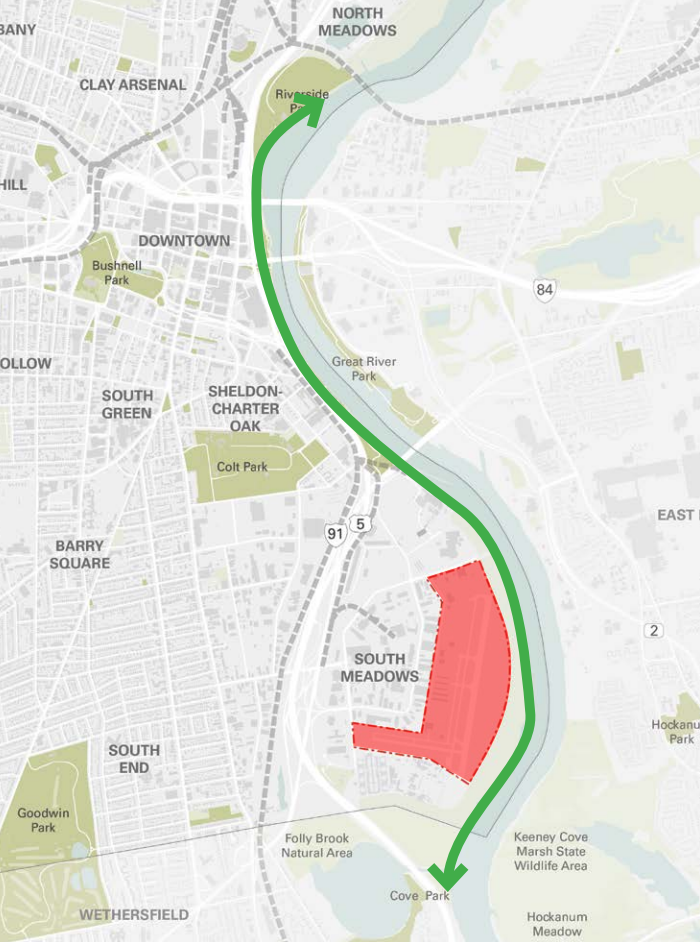 NORTH
MEADOWS
BANY
CLAY ARSENAL
Riverside
HILL
DOWNTOWN
Bushnell
Park
84
OLLOW
Great River
Park
SOUTH
GREEN
SHELDON-
CHARTER
OAK
Colt Park
91
5
EAST
BARRY
SQUARE
2
SOUTH
MEADOWS
Hockanu
Park
SOUTH
END
Goodwin
Park
Folly Brook
Natural Area
Keeney Cove
Marsh State
Wildlife Area
Cove Park
WETHERSFIELD
Hockanum
Meadow